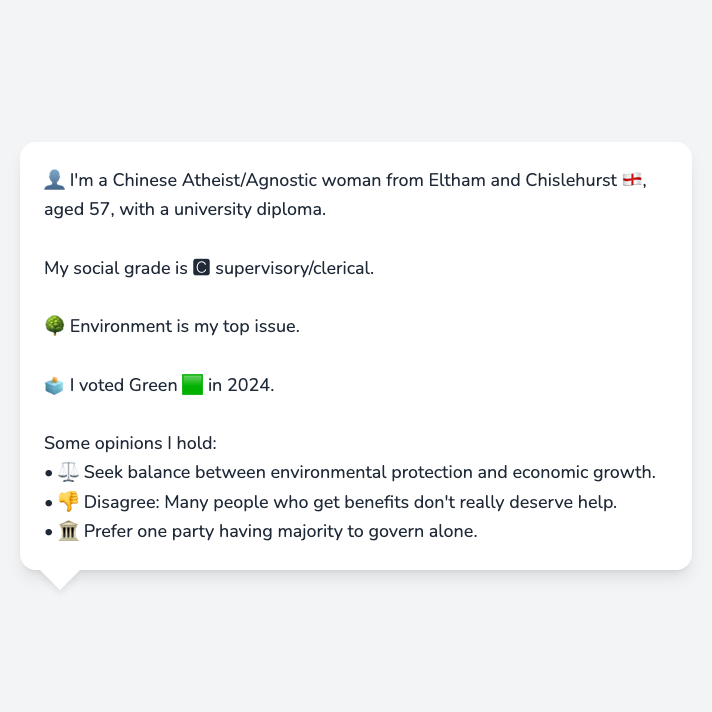 👤 I'm a Chinese Atheist/Agnostic woman from Eltham and Chislehurst 🏴󠁧󠁢󠁥󠁮󠁧󠁿,
aged 57, with a university diploma.
My social grade is 🅲 supervisory/clerical.
🌳 Environment is my top issue.
🗳️ I voted Green 🟩 in 2024.
Some opinions I hold:
• ⚖️ Seek balance between environmental protection and economic growth.
• 👎 Disagree: Many people who get benefits don't really deserve help.
• 🏛️ Prefer one party having majority to govern alone.